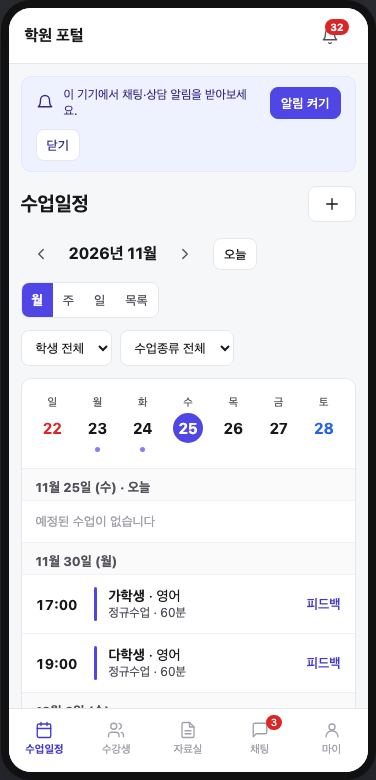 학원 포털
32
이 기기에서 채팅·상담 알림을 받아보세
요.
알림 켜기
닫기
수업일정
+
2026년 11월
오늘
월 주 일 목록
학생 전체 수업종류 전체
일 월 화 수 목 금 토
22 23 24 25 26 27 28
11월 25일 (수) · 오늘
예정된 수업이 없습니다
11월 30일 (월)
17:00 가학생 · 영어 피드백
정규수업 · 60분
19:00 다학생 · 영어 피드백
정규수업 · 60분
3
수업일정 수강생 자료실 채팅 마이